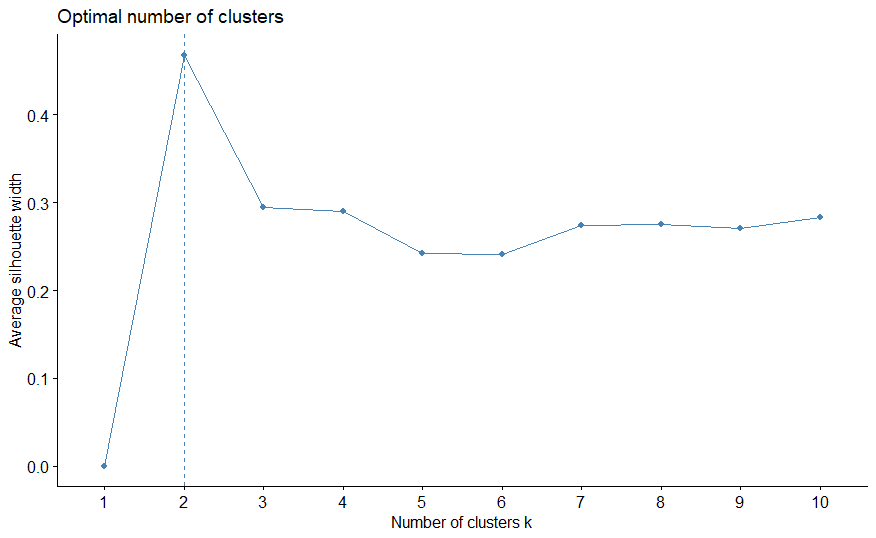 Optimal number of clusters
Average silhouette width
0.4
0.3
0.2
0.1
0.0
1 2 3 4 5 6 7 8 9 10
Number of clusters k